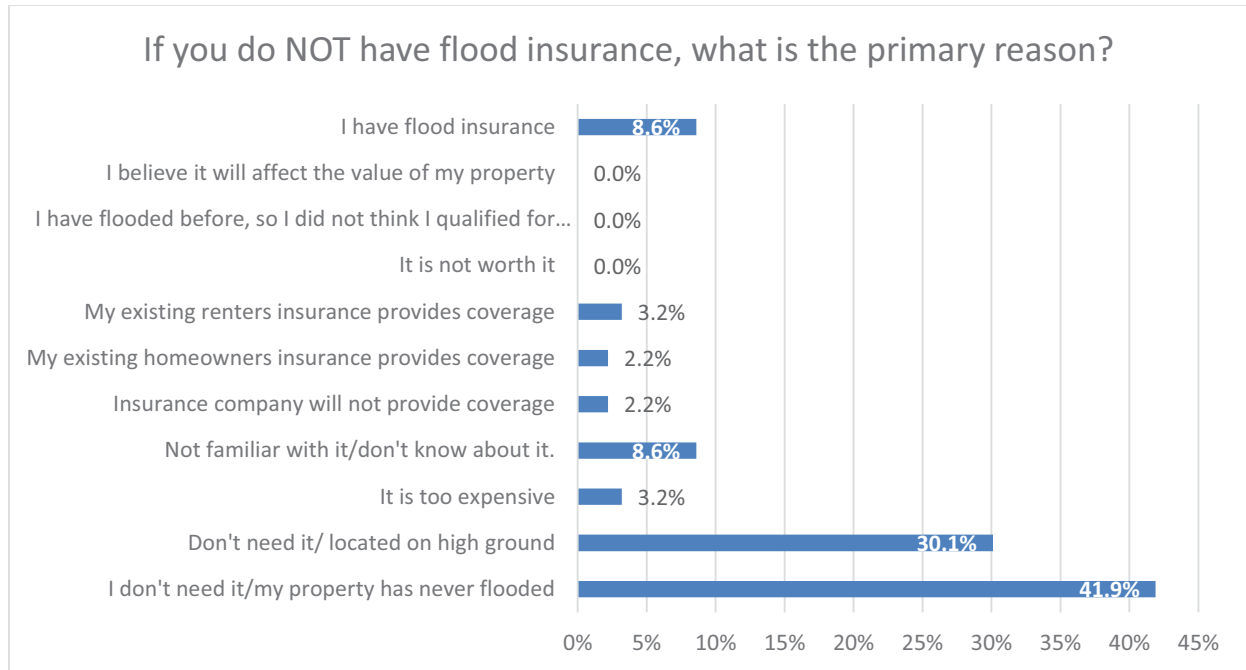 If you do NOT have flood insurance, what is the primary reason?
I have flood insurance 8.6%
I believe it will affect the value of my property 0.0%
I have flooded before, so I did not think I qualified for... 0.0%
It is not worth it 0.0%
My existing renters insurance provides coverage 3.2%
My existing homeowners insurance provides coverage 2.2%
Insurance company will not provide coverage 2.2%
Not familiar with it/don't know about it. 8.6%
It is too expensive 3.2%
Don't need it/ located on high ground 30.1%
I don't need it/my property has never flooded 41.9%
0% 5% 10% 15% 20% 25% 30% 35% 40% 45%